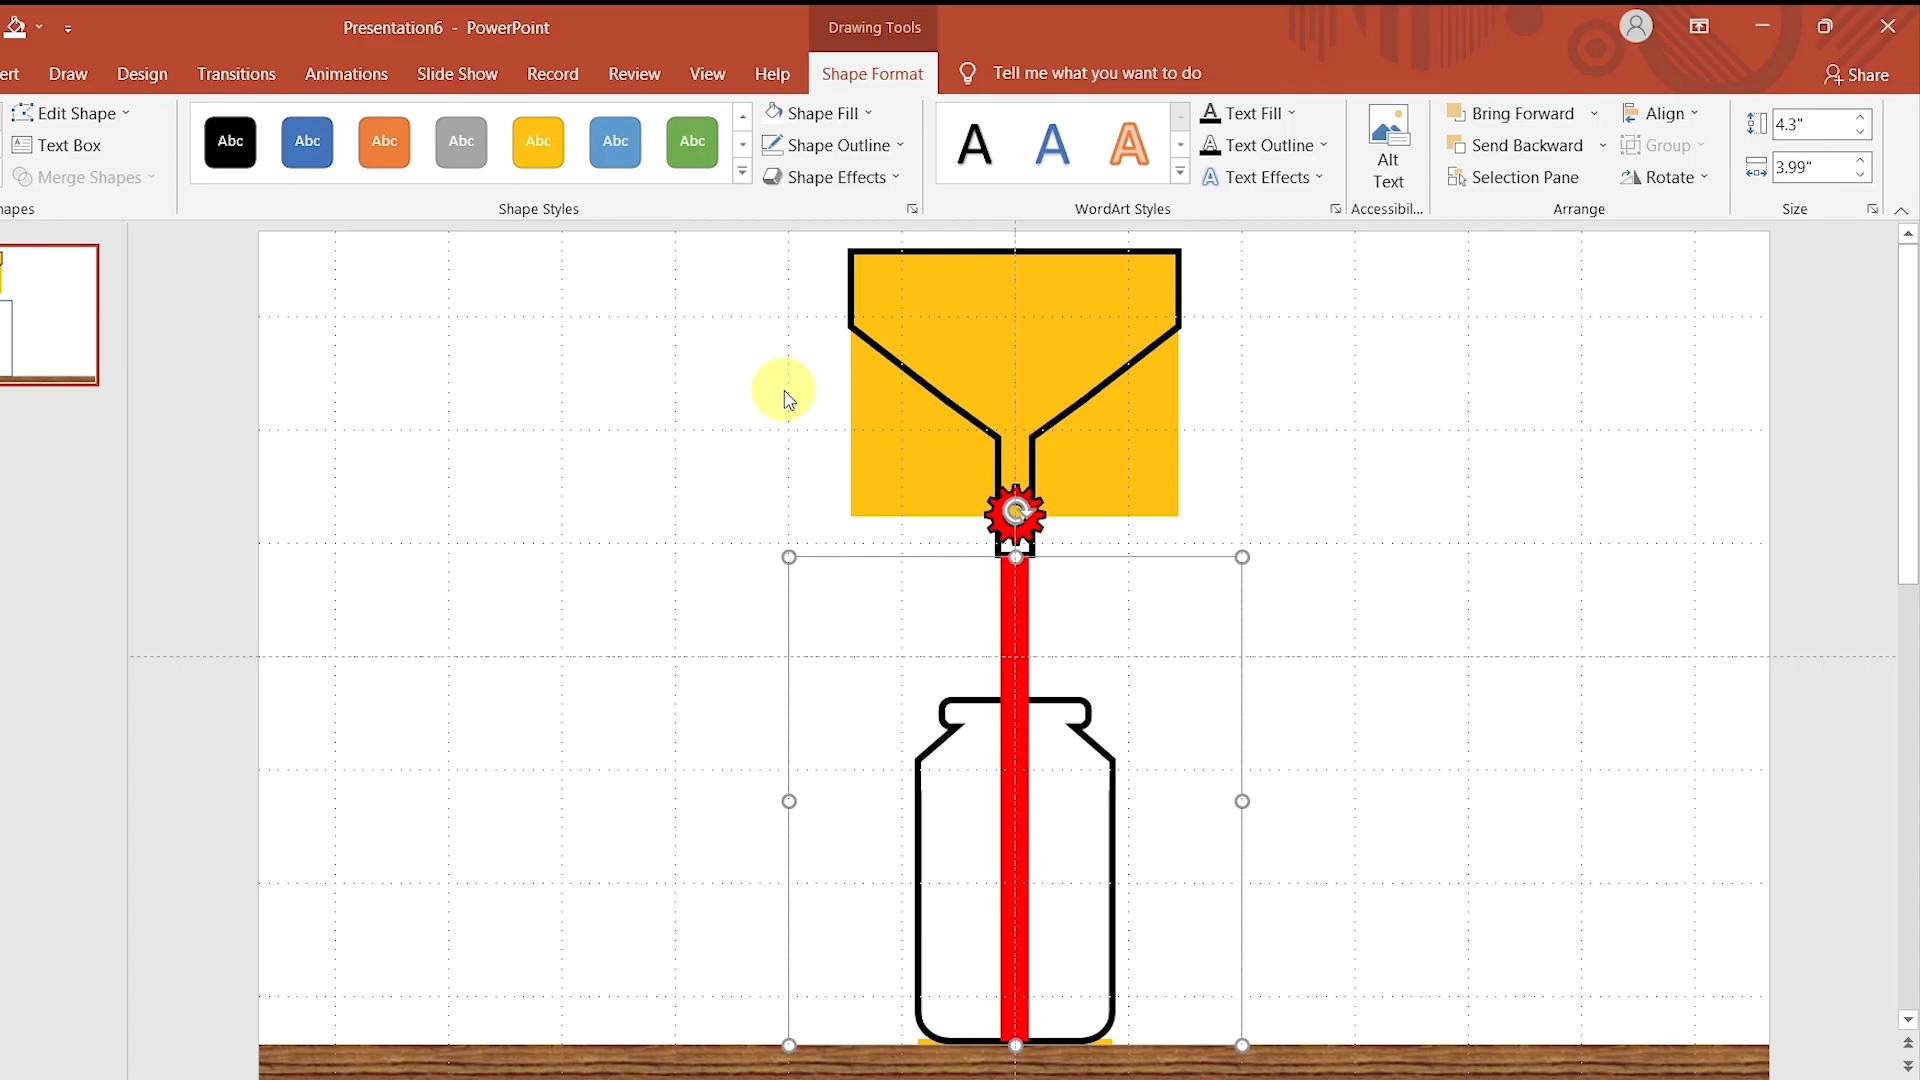 Presentation6 - PowerPoint
Drawing Tools
ert Draw Design Transitions Animations Slide Show Record Review View Help Shape Format Tell me what you want to do Share
Edit Shape
Text Box
Merge Shapes
hapes
Abc Abc Abc Abc Abc Abc Abc
Shape Fill
Shape Outline
Shape Effects
Shape Styles
A A A
Text Fill
Text Outline
Text Effects
WordArt Styles
Alt
Text
Accessibil...
Bring Forward
Send Backward
Selection Pane
Align
Group
Rotate
Arrange
4.3"
3.99"
Size